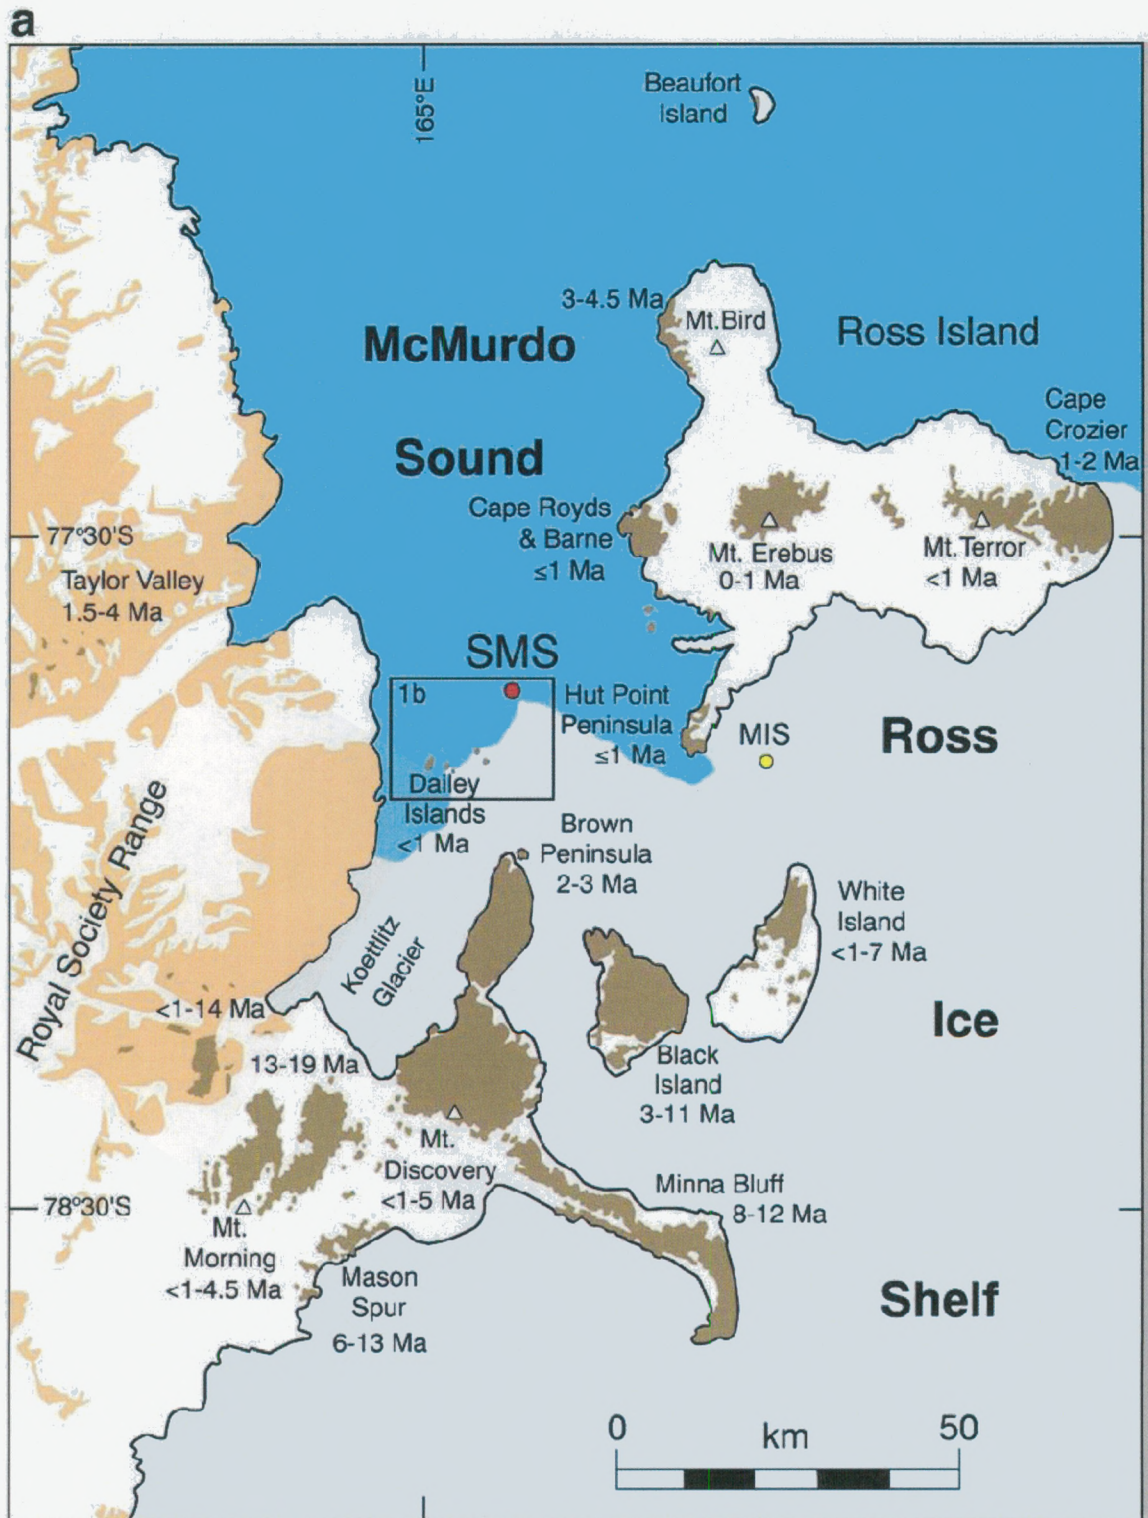 a
165°E
Beaufort
Island
3-4.5 Ma
Mt.Bird
McMurdo
Ross Island
Sound
Cape
Crozier
1-2 Ma
Cape Royds
& Barne
≤1 Ma
77°30'S
Mt. Erebus
0-1 Ma
Mt. Terror
<1 Ma
Taylor Valley
1.5-4 Ma
SMS
1b
Hut Point
Peninsula
≤1 Ma
MIS
Ross
Dailey
Islands
<1 Ma
Brown
Peninsula
2-3 Ma
White
Island
<1-7 Ma
Royal Society Range
Koettlitz
Glacier
<1-14 Ma
Ice
13-19 Ma
Black
Island
3-11 Ma
Mt.
Discovery
<1-5 Ma
Minna Bluff
8-12 Ma
78°30'S
Mt.
Morning
<1-4.5 Ma
Mason
Spur
6-13 Ma
Shelf
0 km 50